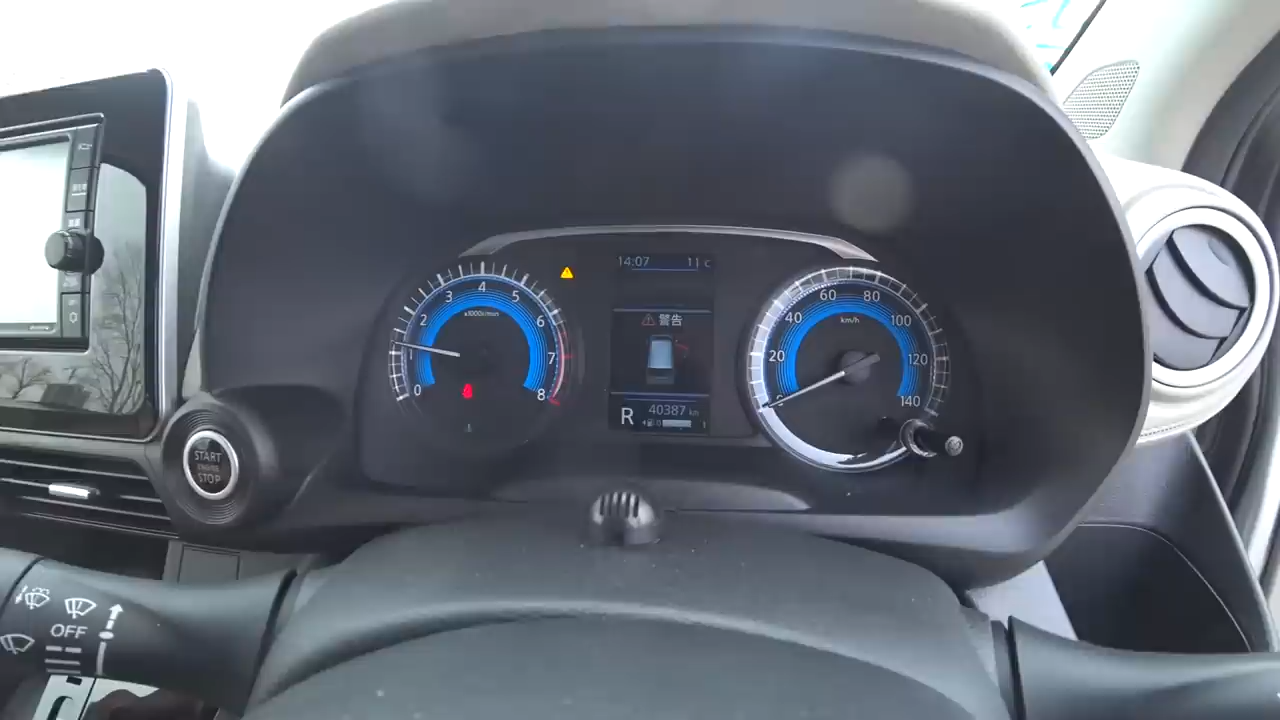 14:07 11 C
警告
R 40387 km
0 1 2 3 4 5 6 7 8
x1000r/min
20 40 60 80 100 120 140
km/h
START
ENGINE
STOP
OFF